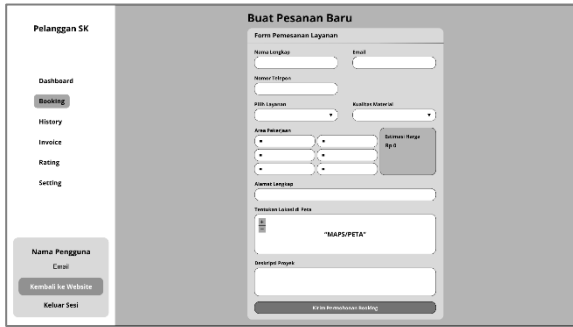 Pelanggan SK
Dashboard
Booking
History
Invoice
Rating
Setting
Nama Pengguna
Email
Kembali ke Website
Keluar Sesi
Buat Pesanan Baru
Form Pemesanan Layanan
Nama Lengkap
Email
Nomor Telepon
Pilih Layanan
Kualitas Material
Area Pekerjaan
Estimasi Harga
Rp 0
Alamat Lengkap
Tentukan Lokasi di Peta
+
-
"MAPS/PETA"
Deskripsi Proyek
Kirim Permohonan Booking